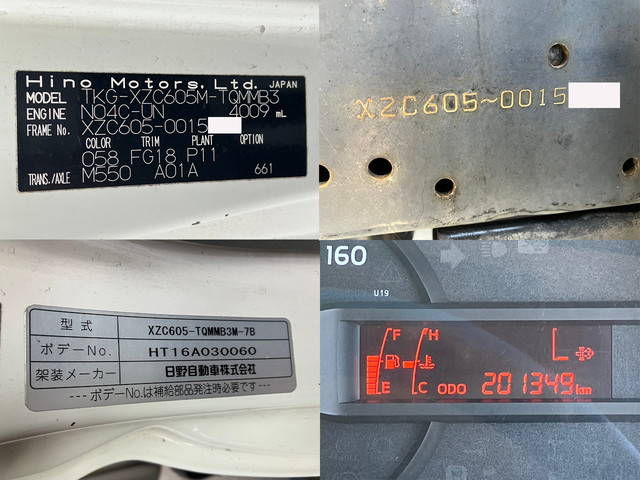 Hino Motors, Ltd. JAPAN
MODEL TKG-XZC605M-TQMMB3
ENGINE N04C-UN 4009 mL
FRAME No. XZC605-0015
COLOR TRIM PLANT OPTION
058 FG18 P11
TRANS./AXLE M550 A01A 661
XZC605~0015
型式 XZC605-TQMMB3M-7B
ボデーNo. HT16A030060
架装メーカー 日野自動車株式会社
---ボデーNo.は補給部品発注時必要です---
160
U19
F H
L
E C ODO 201349km